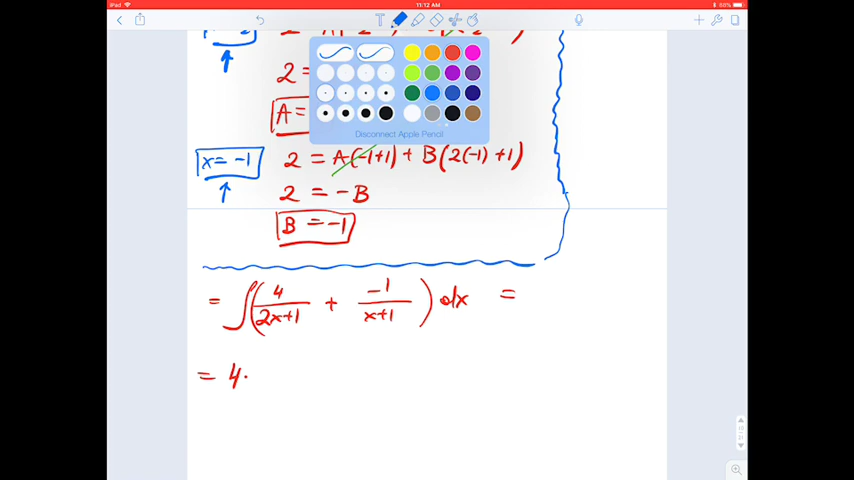 iPad
11:12 AM
86%
2 =
A =
Disconnect Apple Pencil
x = -1
2 = A(-1+1) + B(2(-1)+1)
2 = -B
B = -1
= ∫(4/(2x+1) + -1/(x+1)) dx =
= 4·